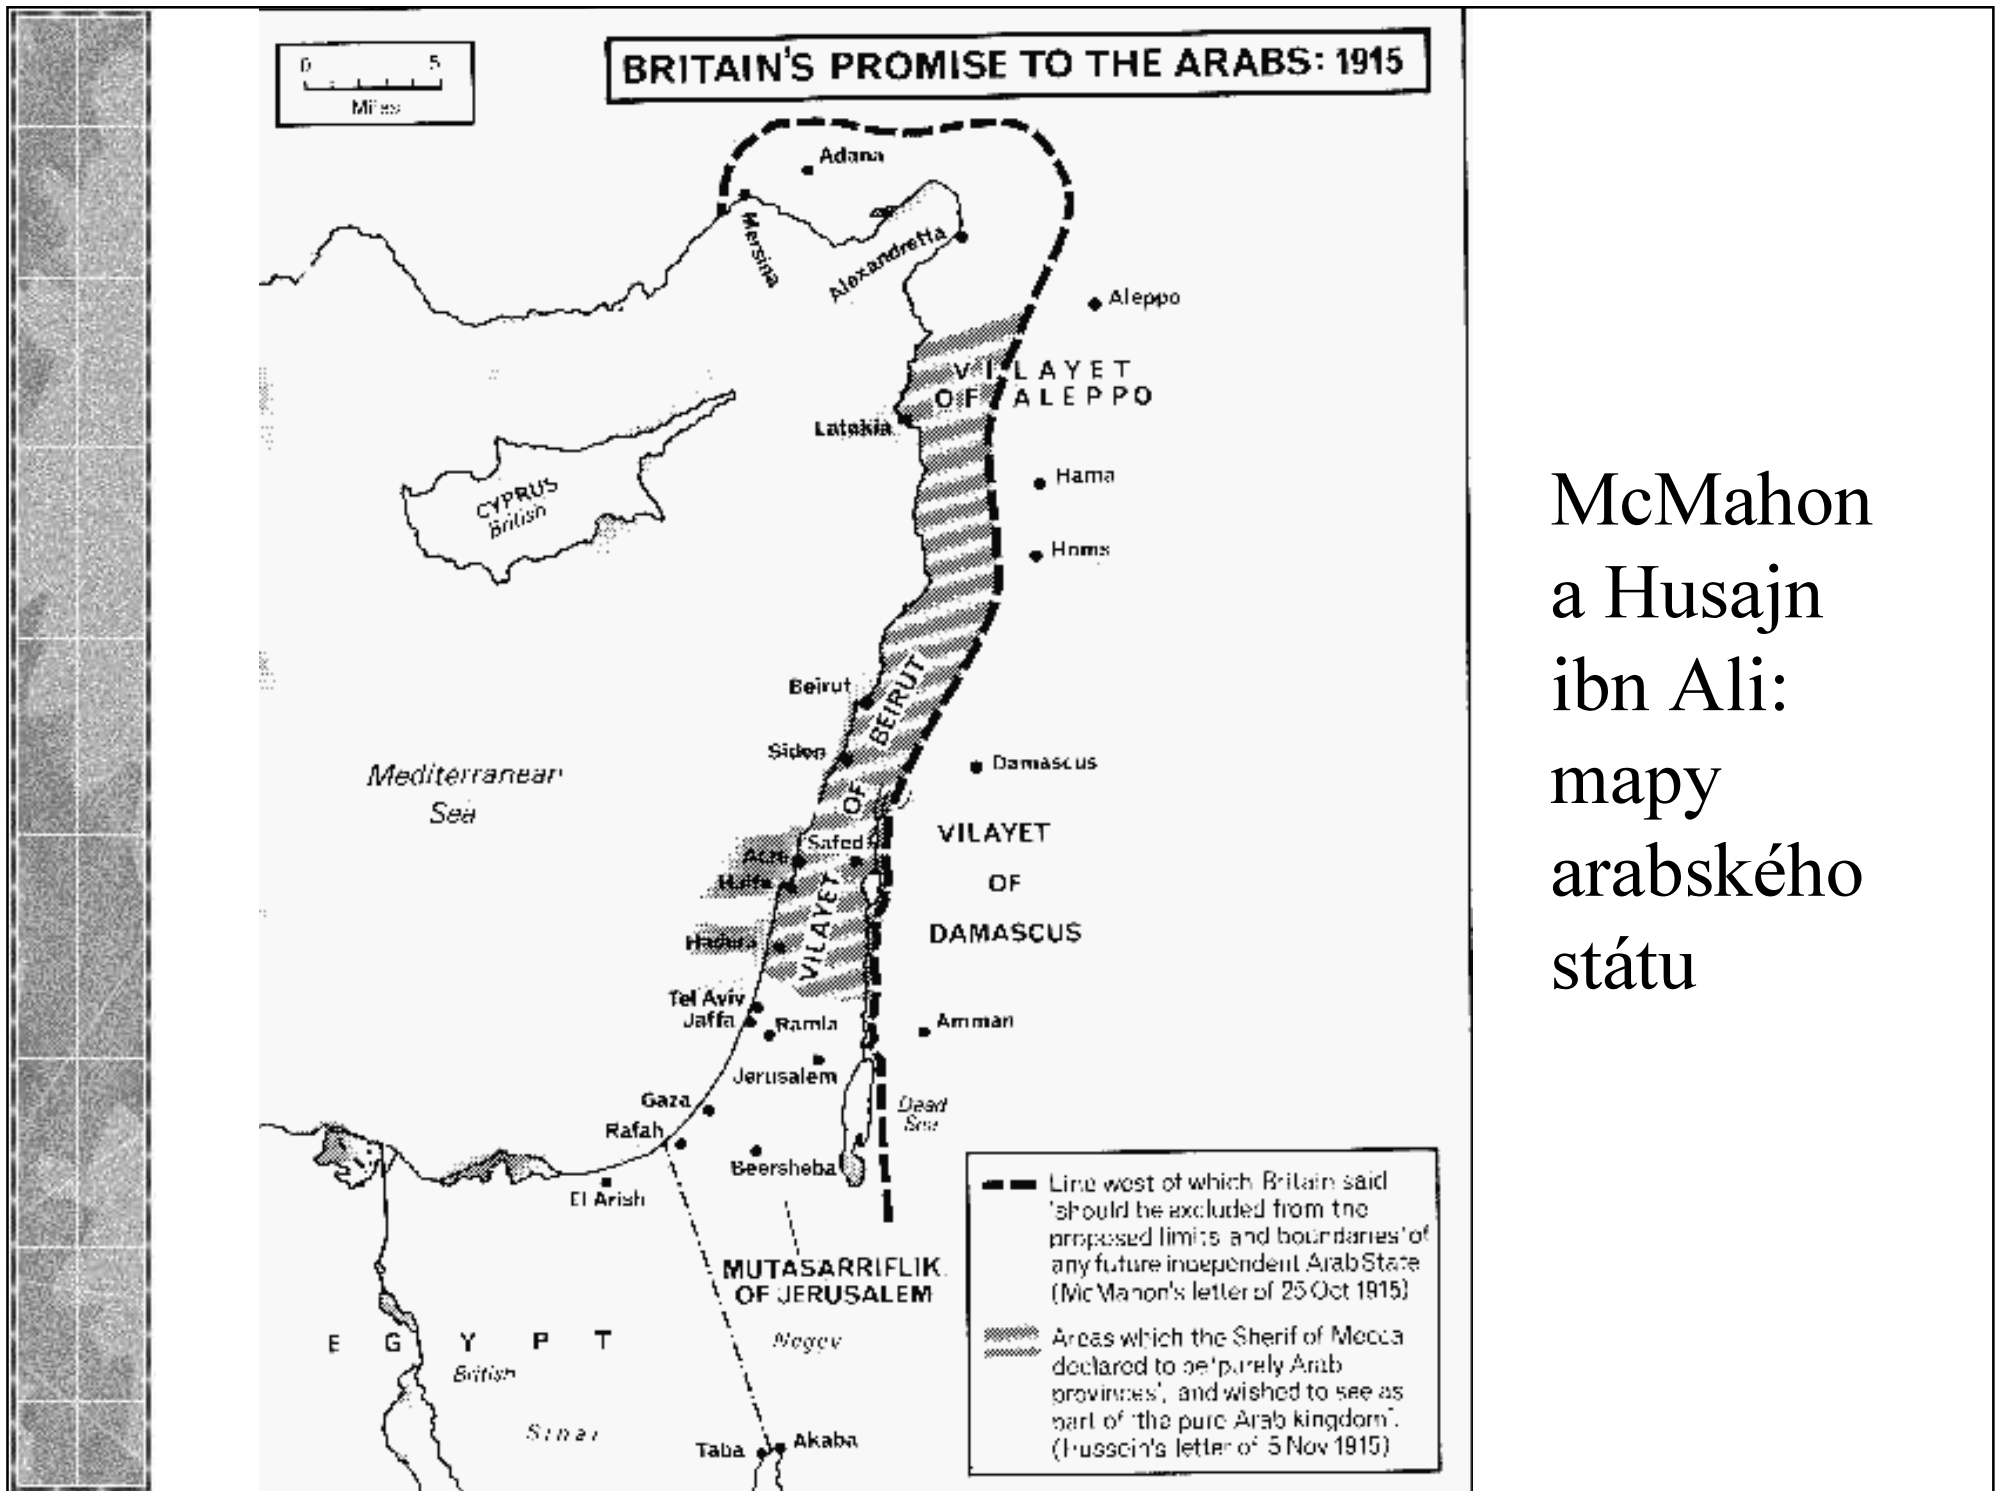 0 5
Miles
BRITAIN'S PROMISE TO THE ARABS: 1915
Adana
Mersina
Alexandretta
Aleppo
VILAYET
OF ALEPPO
Latakia
Hama
CYPRUS
British
Homs
Beirut
Sidon
Damascus
Mediterranean
Sea
VILAYET OF BEIRUT
Safed
Acre
Haifa
VILAYET
OF
DAMASCUS
Hadera
Tel Aviv
Jaffa
Ramla
Amman
Jerusalem
Gaza
Dead
Sea
Rafah
Beersheba
El Arish
MUTASARRIFLIK
OF JERUSALEM
EGYPT
British
Negev
Sinai
Taba
Akaba
Line west of which Britain said
'should be excluded from the
proposed limits and boundaries' of
any future independent Arab State
(McMahon's letter of 25 Oct 1915)
Areas which the Sherif of Mecca
declared to be 'purely Arab
provinces', and wished to see as
part of 'the pure Arab kingdom'.
(Hussein's letter of 5 Nov 1915)
McMahon
a Husajn
ibn Ali:
mapy
arabského
státu